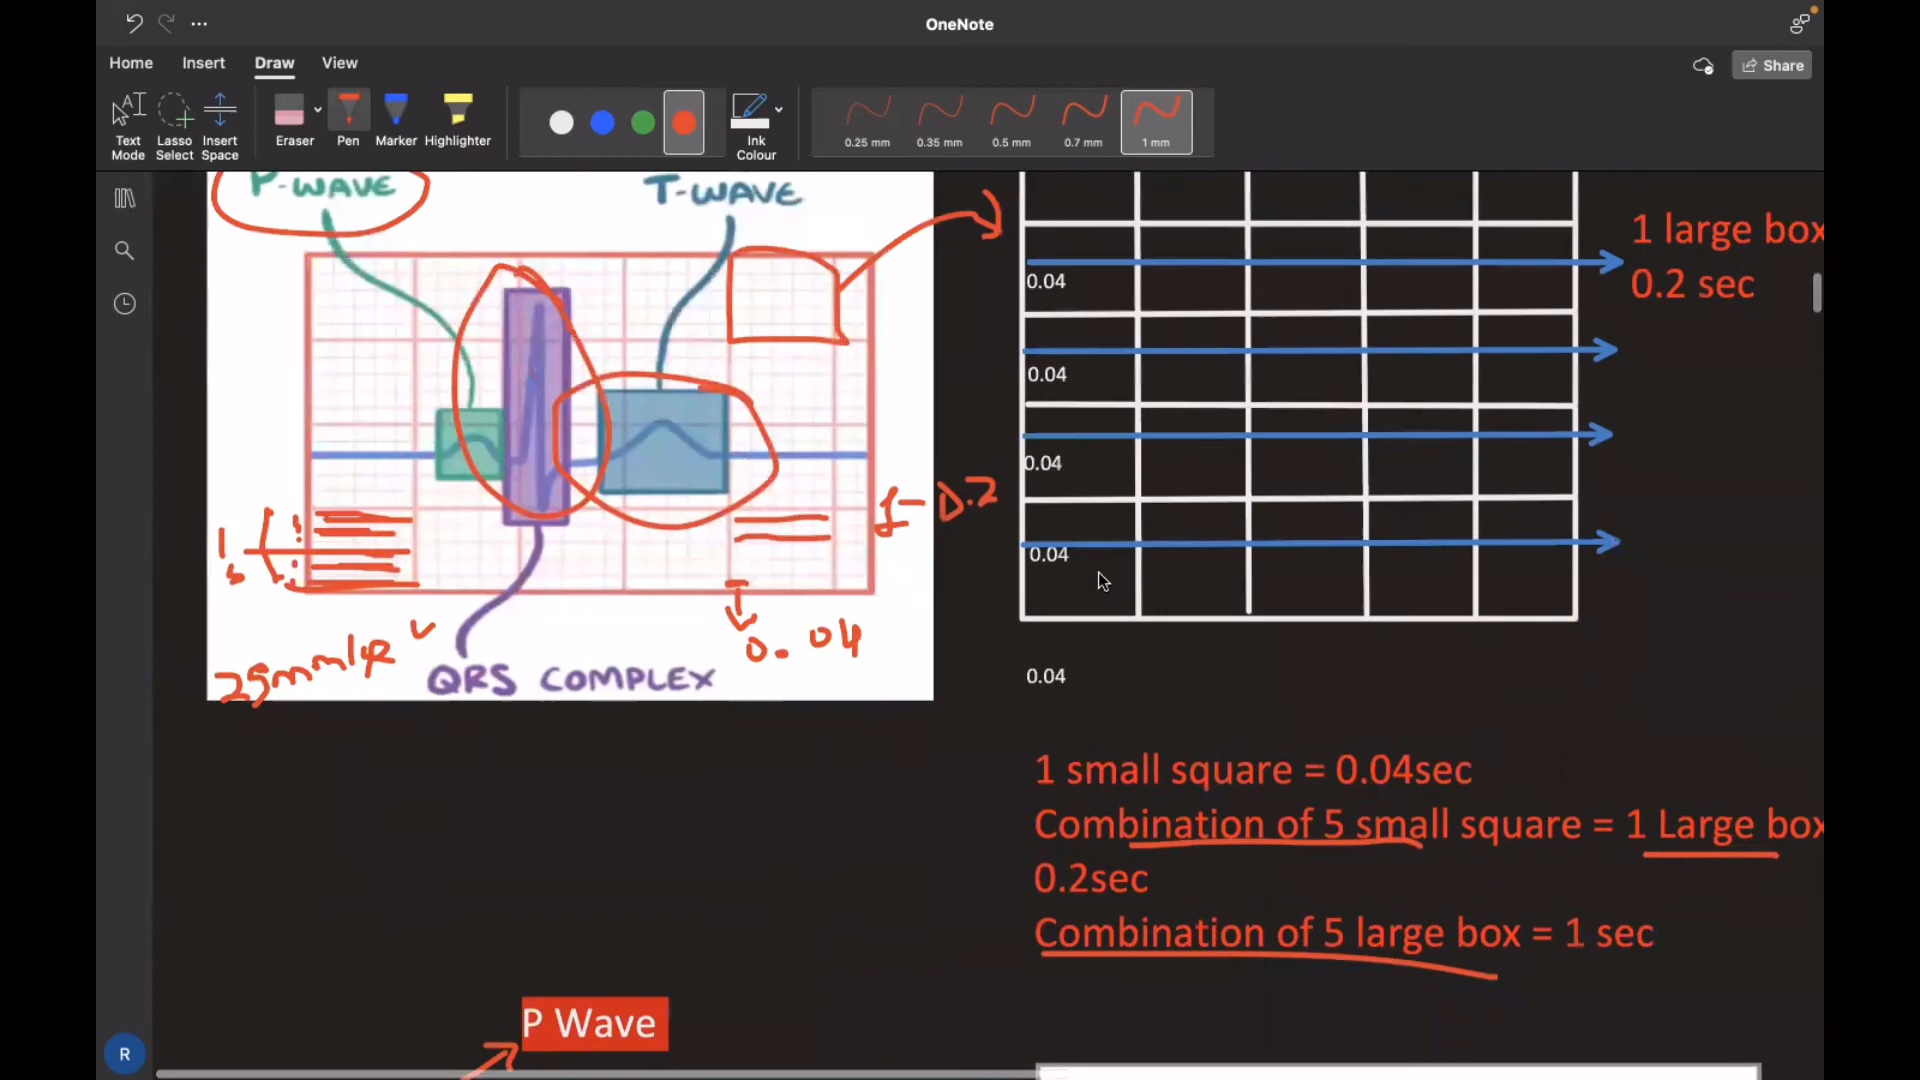 OneNote
Home Insert Draw View
Share
Text Mode
Lasso Select
Insert Space
Eraser
Pen
Marker
Highlighter
Ink Colour
0.25 mm
0.35 mm
0.5 mm
0.7 mm
1 mm
P-WAVE
T-WAVE
QRS COMPLEX
0.04
0.2
1 large box
0.2 sec
0.04
0.04
0.04
0.04
0.04
1 small square = 0.04sec
Combination of 5 small square = 1 Large box
0.2sec
Combination of 5 large box = 1 sec
P Wave
R